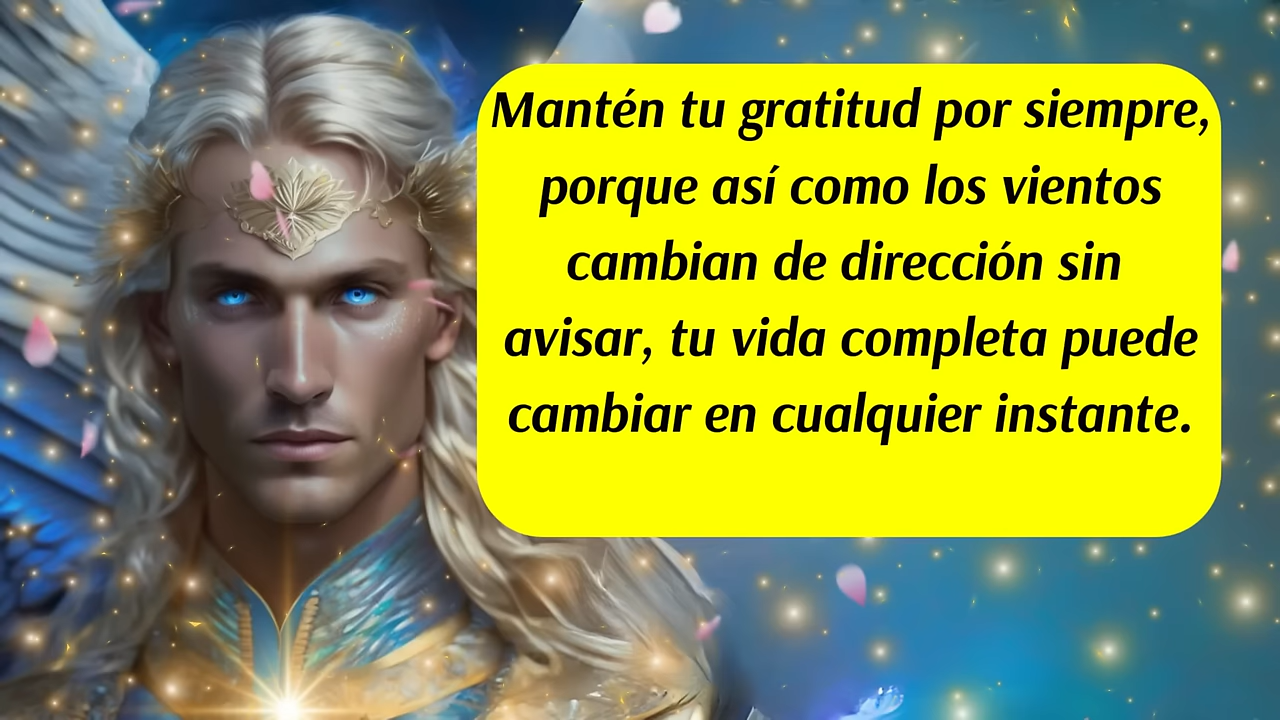 Mantén tu gratitud por siempre,
porque así como los vientos
cambian de dirección sin
avisar, tu vida completa puede
cambiar en cualquier instante.